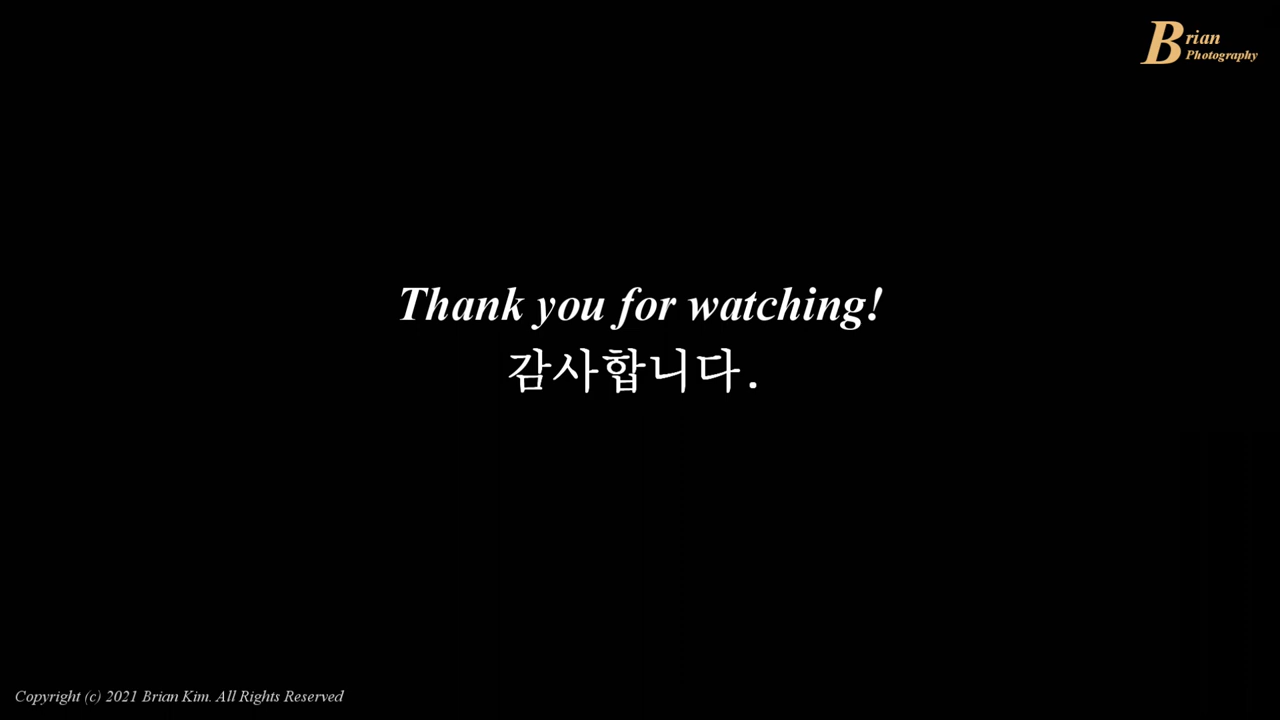 Brian
Photography
Thank you for watching!
감사합니다.
Copyright (c) 2021 Brian Kim. All Rights Reserved